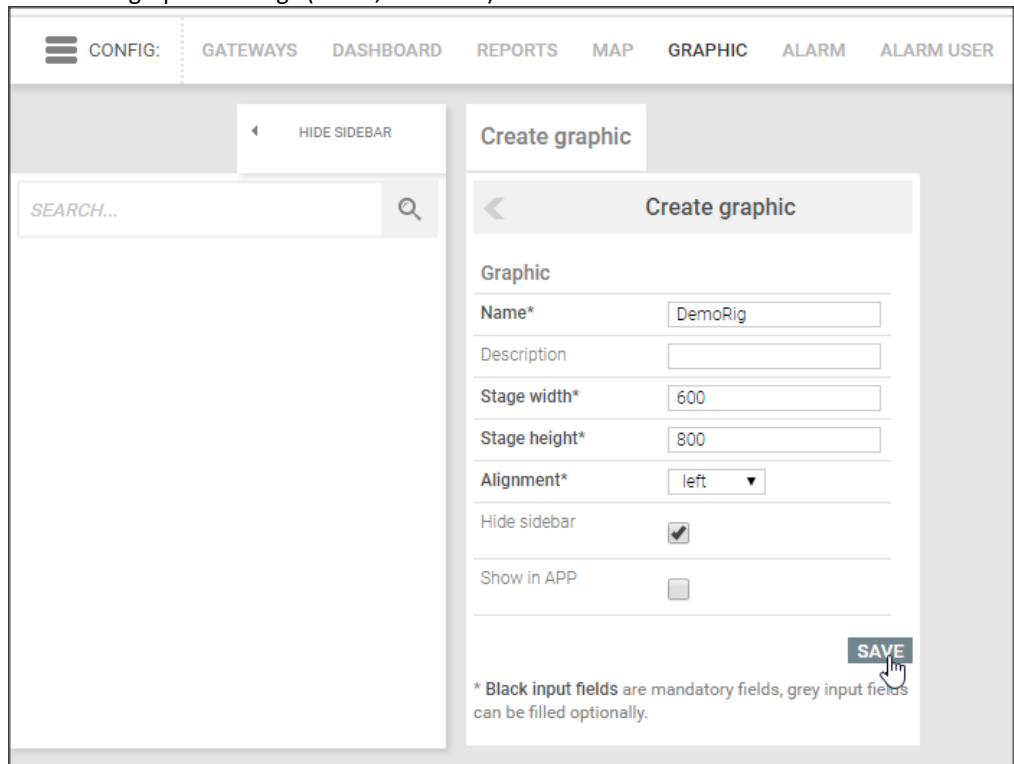 CONFIG: GATEWAYS DASHBOARD REPORTS MAP GRAPHIC ALARM ALARM USER
HIDE SIDEBAR
Create graphic
SEARCH...
Create graphic
Graphic
Name* DemoRig
Description
Stage width* 600
Stage height* 800
Alignment* left
Hide sidebar
Show in APP
SAVE
* Black input fields are mandatory fields, grey input fields
can be filled optionally.